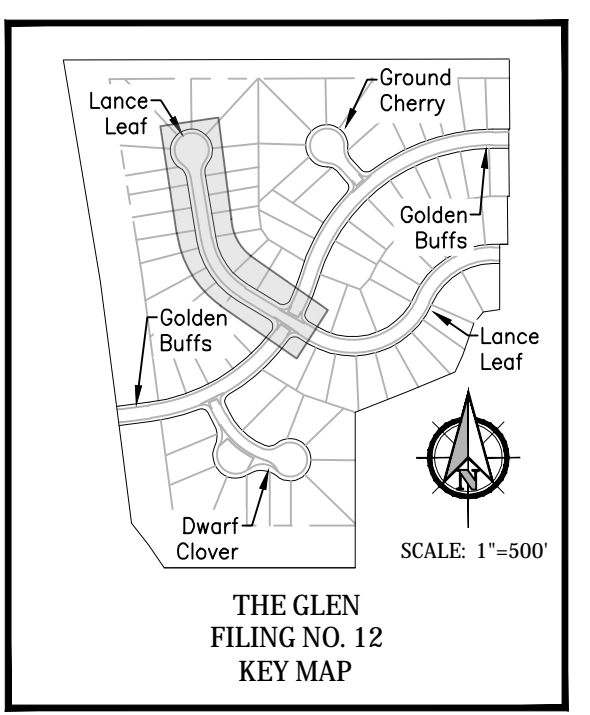 Ground
Cherry
Lance
Leaf
Golden
Buffs
Golden
Buffs
Lance
Leaf
Dwarf
Clover
N
SCALE: 1"=500'
THE GLEN
FILING NO. 12
KEY MAP